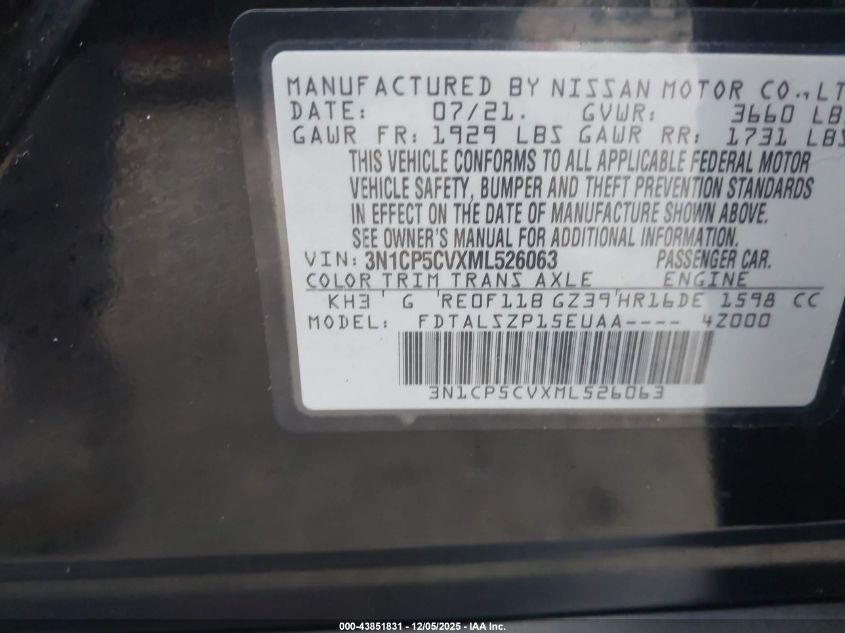 MANUFACTURED BY NISSAN MOTOR CO.,LT
DATE: 07/21. GVWR: 3660 LBS
GAWR FR: 1929 LBS GAWR RR: 1731 LBS
THIS VEHICLE CONFORMS TO ALL APPLICABLE FEDERAL MOTOR
VEHICLE SAFETY, BUMPER AND THEFT PREVENTION STANDARDS
IN EFFECT ON THE DATE OF MANUFACTURE SHOWN ABOVE.
SEE OWNER'S MANUAL FOR ADDITIONAL INFORMATION.
VIN: 3N1CP5CVXML526063 PASSENGER CAR.
COLOR TRIM TRANS AXLE ENGINE
KH3 G RE0F11B GZ39 HR16DE 1598 CC
MODEL: FDTALSZP15EUAA---- 4Z000
3N1CP5CVXML526063
000-43851831 - 12/05/2025 - IAA Inc.